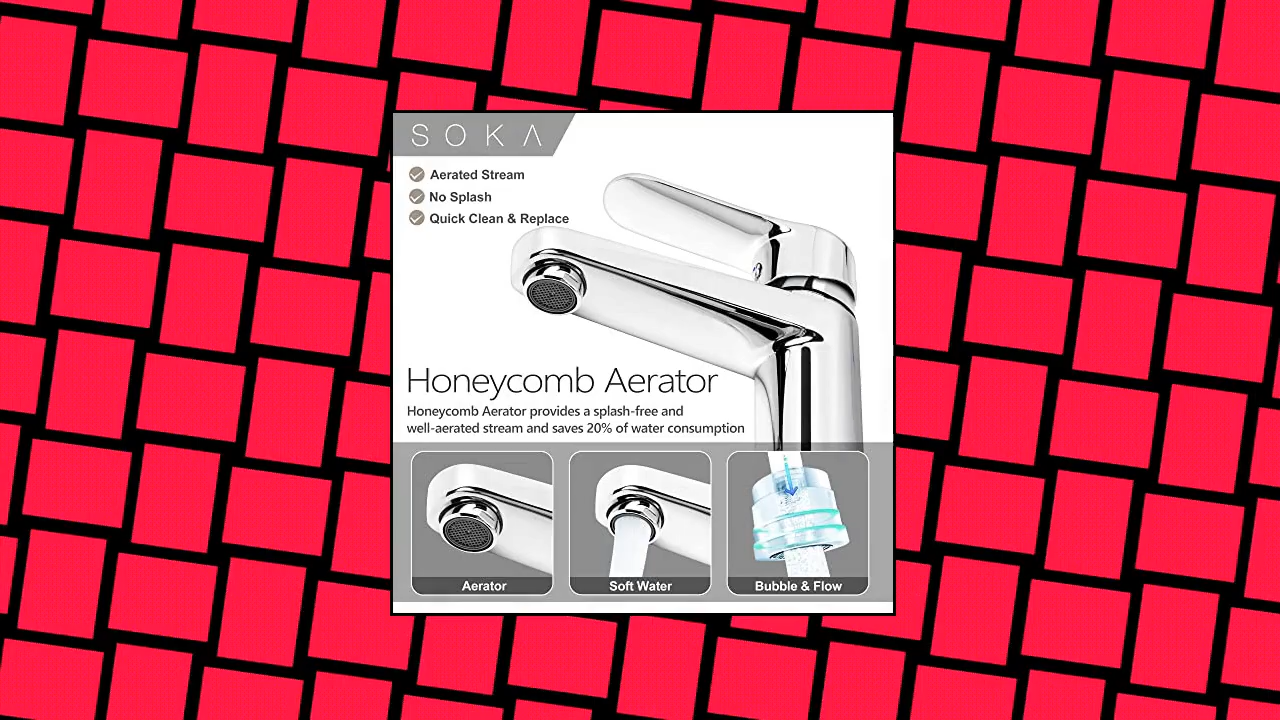 SOKA
Aerated Stream
No Splash
Quick Clean & Replace
Honeycomb Aerator
Honeycomb Aerator provides a splash-free and
well-aerated stream and saves 20% of water consumption
Aerator
Soft Water
Bubble & Flow